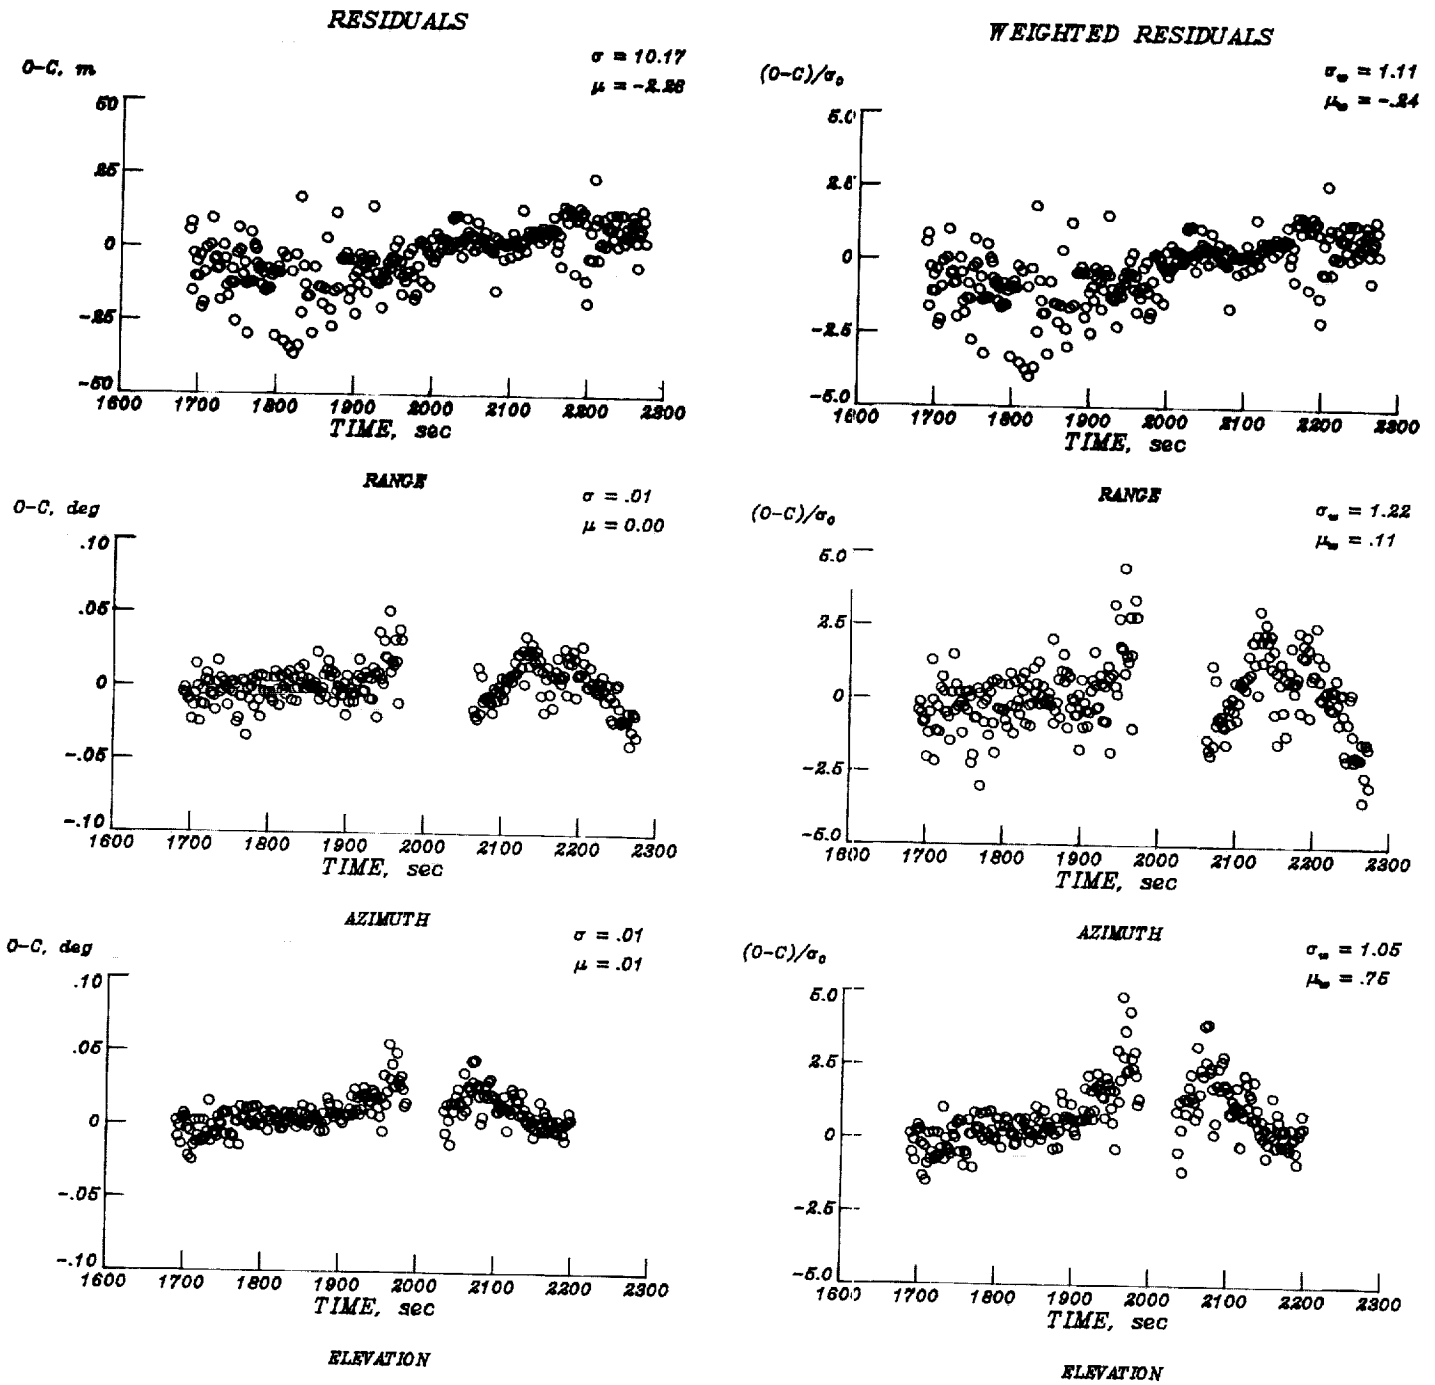 RESIDUALS
WEIGHTED RESIDUALS
O-C, m
σ = 10.17
μ = -2.26
50
25
0
-25
-50
1600 1700 1800 1900 2000 2100 2200 2300
TIME, sec
RANGE
(O-C)/σ₀
σw = 1.11
μw = -.24
5.0
2.5
0
-2.5
-5.0
1600 1700 1800 1900 2000 2100 2200 2300
TIME, sec
RANGE
O-C, deg
σ = .01
μ = 0.00
.10
.05
0
-.05
-.10
1600 1700 1800 1900 2000 2100 2200 2300
TIME, sec
AZIMUTH
(O-C)/σ₀
σw = 1.22
μw = .11
5.0
2.5
0
-2.5
-5.0
1600 1700 1800 1900 2000 2100 2200 2300
TIME, sec
AZIMUTH
O-C, deg
σ = .01
μ = .01
.10
.05
0
-.05
-.10
1600 1700 1800 1900 2000 2100 2200 2300
TIME, sec
ELEVATION
(O-C)/σ₀
σw = 1.05
μw = .75
5.0
2.5
0
-2.5
-5.0
1600 1700 1800 1900 2000 2100 2200 2300
TIME, sec
ELEVATION